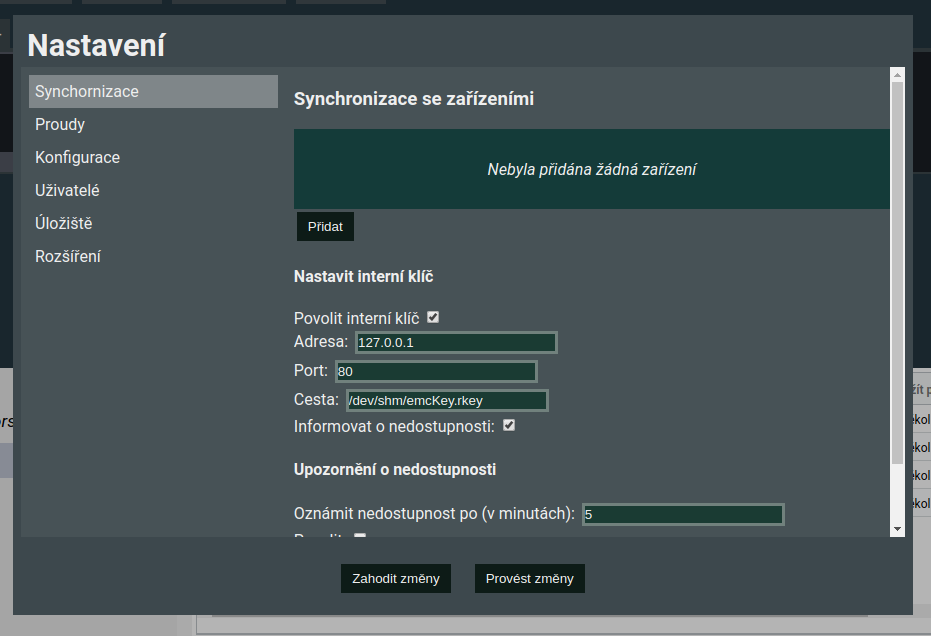 Nastavení
Synchornizace
Proudy
Konfigurace
Uživatelé
Úložiště
Rozšíření
Synchronizace se zařízeními
Nebyla přidána žádná zařízení
Přidat
Nastavit interní klíč
Povolit interní klíč
Adresa: 127.0.0.1
Port: 80
Cesta: /dev/shm/emcKey.rkey
Informovat o nedostupnosti:
Upozornění o nedostupnosti
Oznámit nedostupnost po (v minutách): 5
Zahodit změny
Provést změny